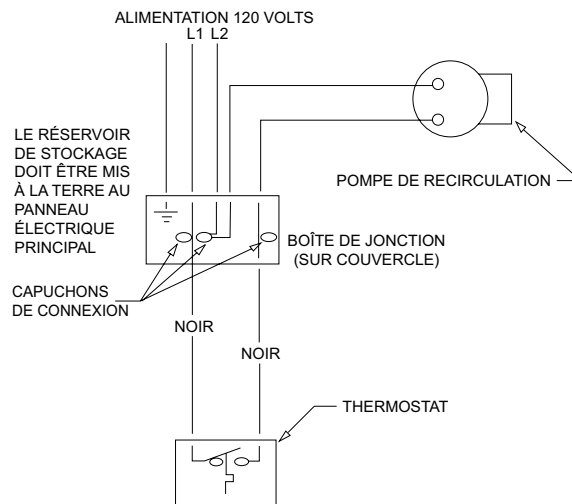 ALIMENTATION 120 VOLTS
L1 L2
LE RÉSERVOIR
DE STOCKAGE
DOIT ÊTRE MIS
À LA TERRE AU
PANNEAU
ÉLECTRIQUE
PRINCIPAL
POMPE DE RECIRCULATION
BOÎTE DE JONCTION
(SUR COUVERCLE)
CAPUCHONS
DE CONNEXION
NOIR
NOIR
THERMOSTAT